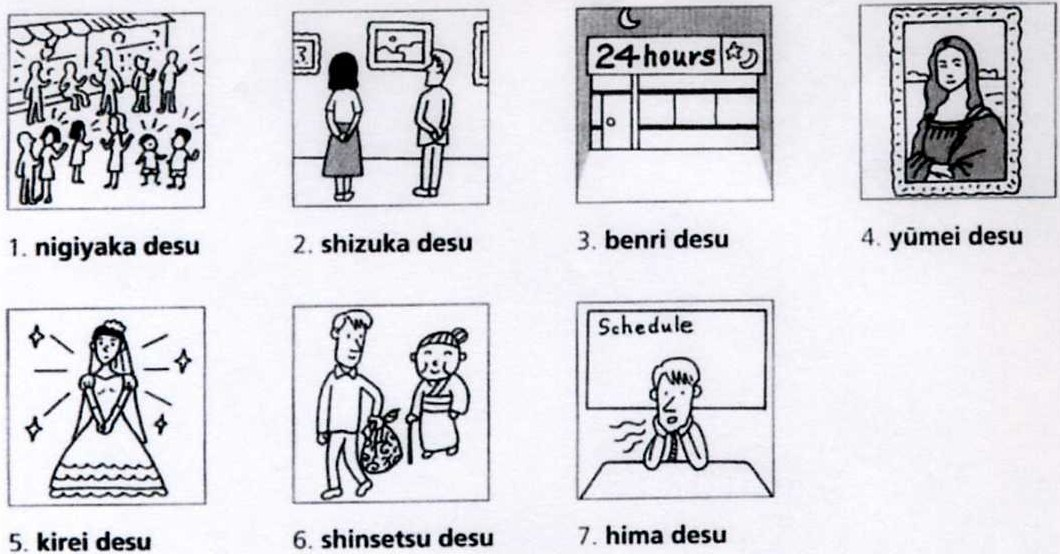 24 hours
1. nigiyaka desu
2. shizuka desu
3. benri desu
4. yūmei desu
Schedule
5. kirei desu
6. shinsetsu desu
7. hima desu